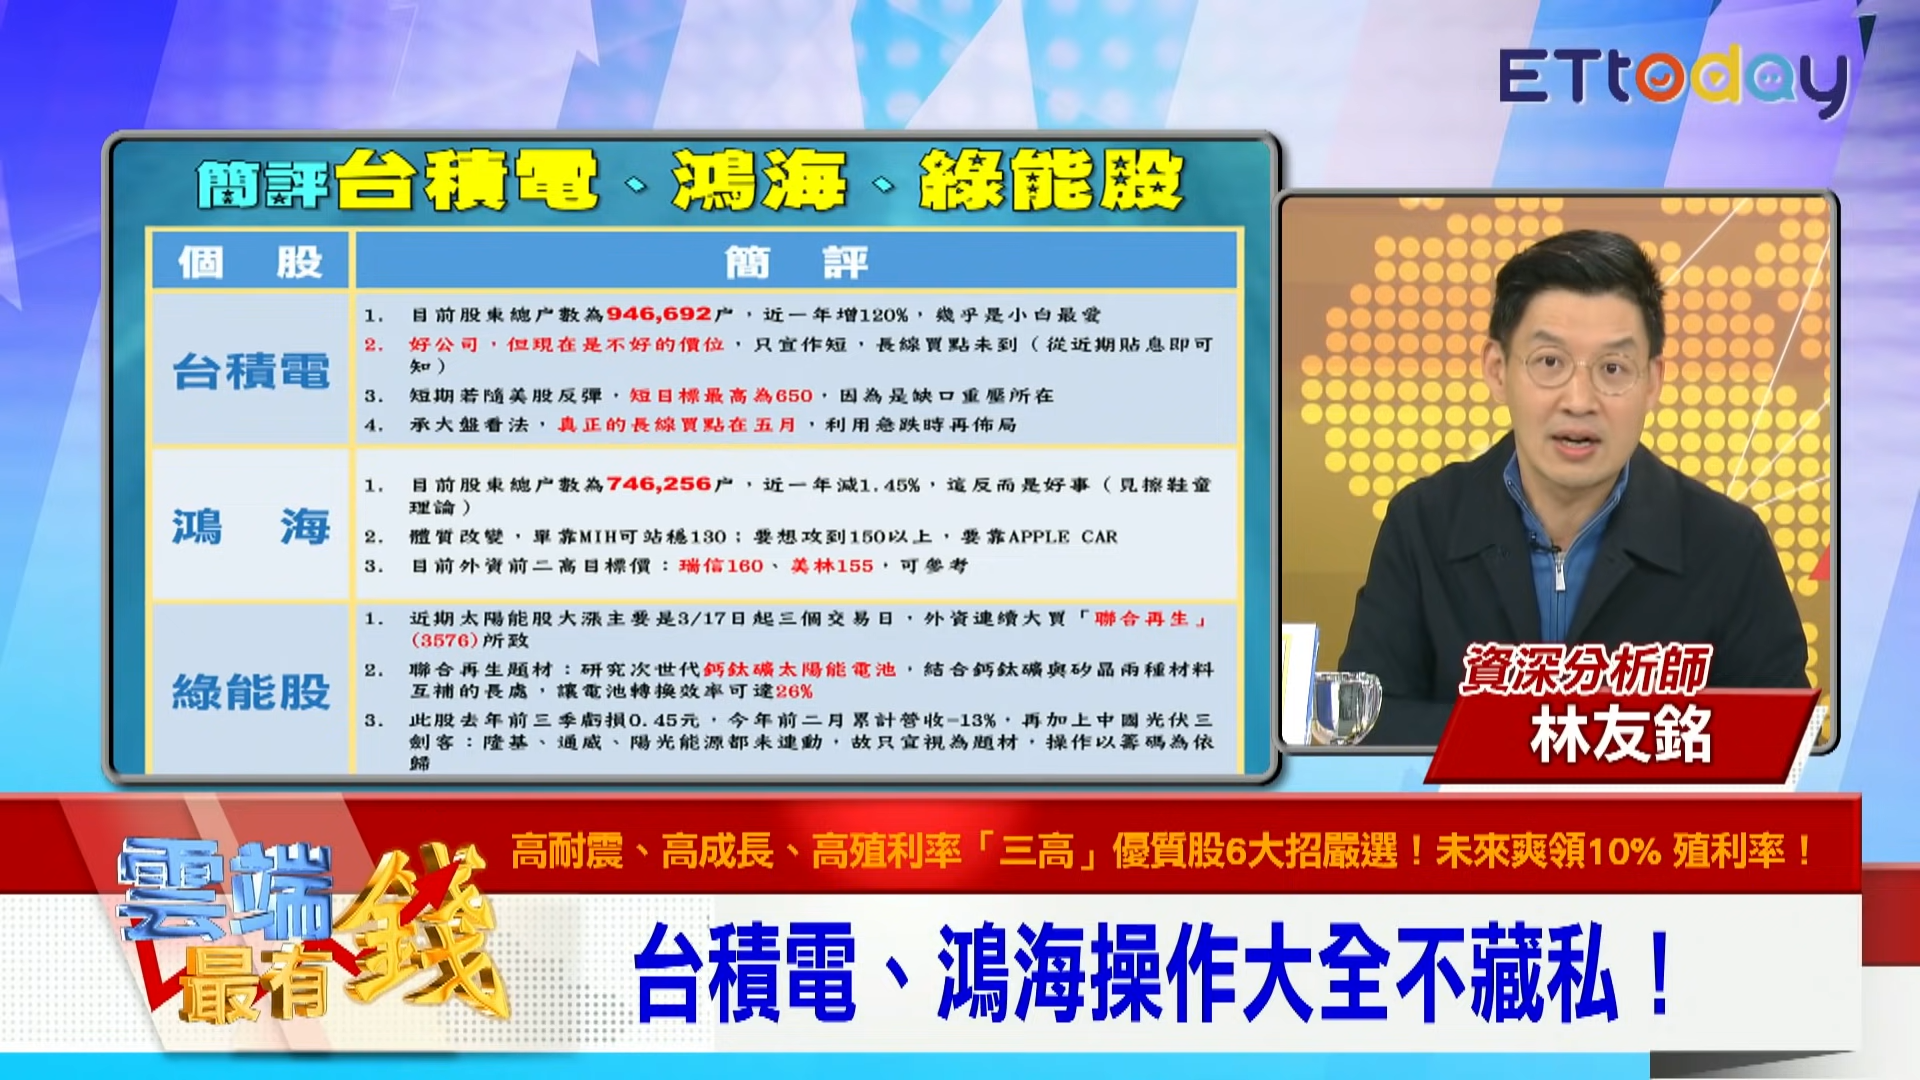 ETtoday
簡評台積電、鴻海、綠能股
個 股
簡 評
台積電
1. 目前股東總户數為946,692户，近一年增120%，幾乎是小白最愛
2. 好公司，但現在是不好的價位，只宜作短，長線買點未到（從近期貼息即可
知）
3. 短期若隨美股反彈，短目標最高為650，因為是缺口重壓所在
4. 承大盤看法，真正的長線買點在五月，利用急跌時再佈局
鴻 海
1. 目前股東總户數為746,256户，近一年減1.45%，這反而是好事（見擦鞋童
理論）
2. 體質改變，單靠MIH可站穩130；要想攻到150以上，要靠APPLE CAR
3. 目前外資前二高目標價：瑞信160、美林155，可參考
綠能股
1. 近期太陽能股大漲主要是3/17日起三個交易日，外資連續大買「聯合再生」
(3576)所致
2. 聯合再生題材：研究次世代鈣鈦礦太陽能電池，結合鈣鈦礦與矽晶兩種材料
互補的長處，讓電池轉換效率可達26%
3. 此股去年前三季虧損0.45元，今年前二月累計營收-13%，再加上中國光伏三
劍客：隆基、通威、陽光能源都未連動，故只宜視為題材，操作以籌碼為依
歸
資深分析師
林友銘
雲端
最有錢
高耐震、高成長、高殖利率「三高」優質股6大招嚴選！未來爽領10% 殖利率！
台積電、鴻海操作大全不藏私！